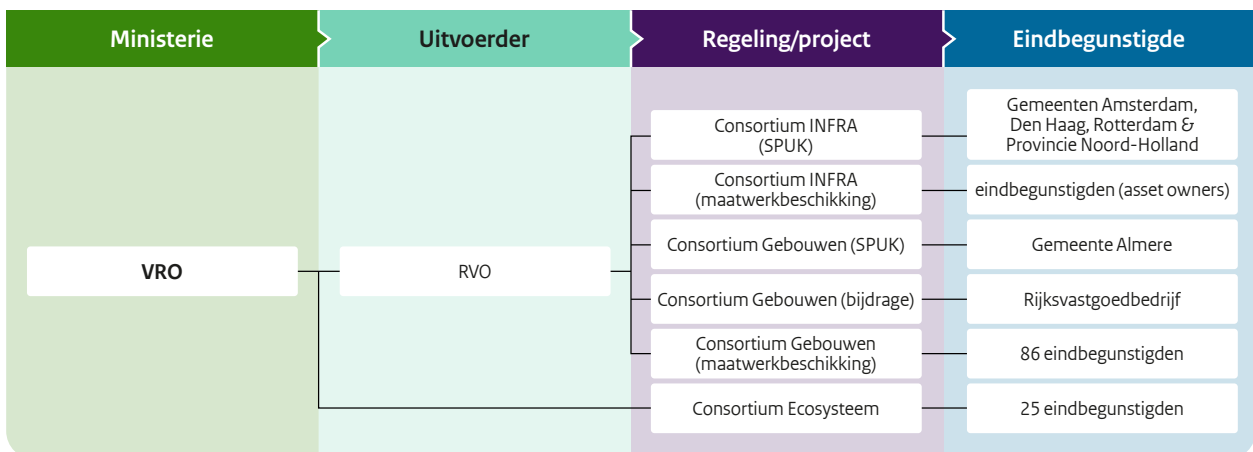 Ministerie
Uitvoerder
Regeling/project
Eindbegunstigde
VRO
RVO
Consortium INFRA
(SPUK)
Gemeenten Amsterdam,
Den Haag, Rotterdam &
Provincie Noord-Holland
Consortium INFRA
(maatwerkbeschikking)
eindbegunstigden (asset owners)
Consortium Gebouwen (SPUK)
Gemeente Almere
Consortium Gebouwen (bijdrage)
Rijksvastgoedbedrijf
Consortium Gebouwen
(maatwerkbeschikking)
86 eindbegunstigden
Consortium Ecosysteem
25 eindbegunstigden